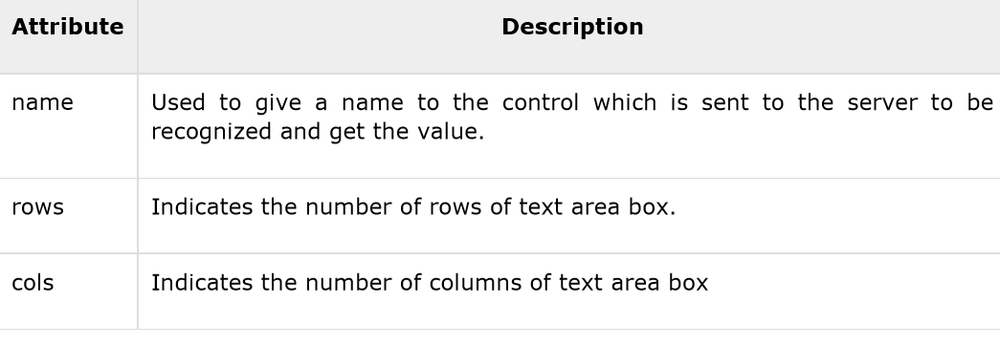 Attribute Description
name Used to give a name to the control which is sent to the server to be
recognized and get the value.
rows Indicates the number of rows of text area box.
cols Indicates the number of columns of text area box